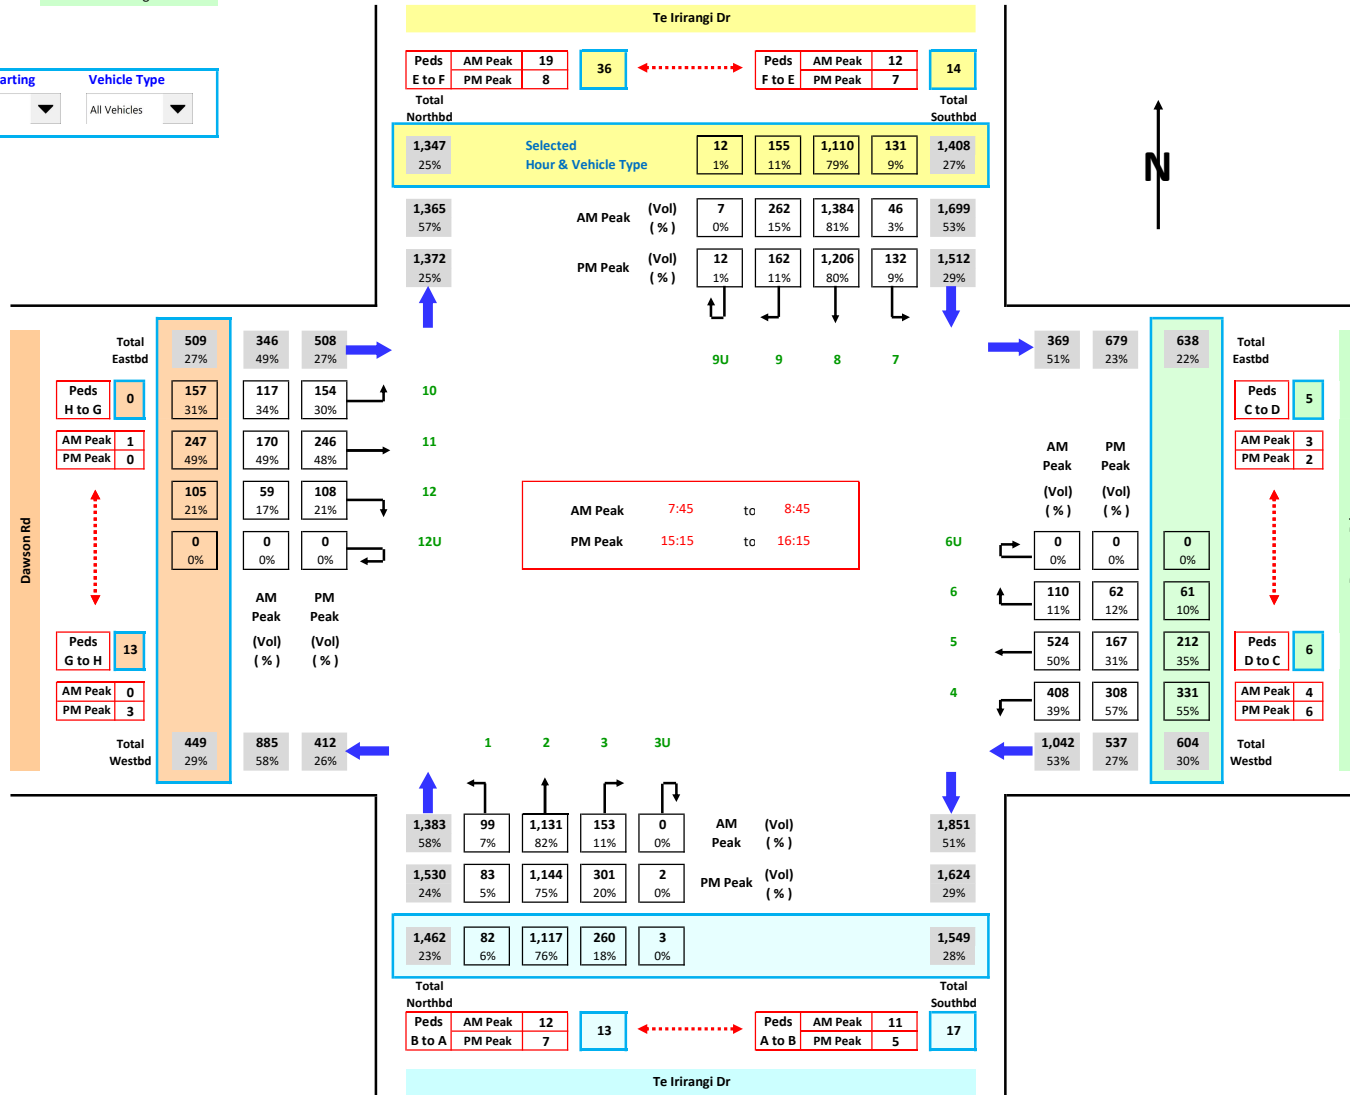 Te Irirangi Dr
Peds AM Peak 19 36 Peds AM Peak 12 14
E to F PM Peak 8 F to E PM Peak 7
arting Vehicle Type
All Vehicles
Total Total
Northbd Southbd
1,347 Selected 12 155 1,110 131 1,408
25% Hour & Vehicle Type 1% 11% 79% 9% 27%
N
1,365 AM Peak (Vol) 7 262 1,384 46 1,699
57% ( % ) 0% 15% 81% 3% 53%
1,372 PM Peak (Vol) 12 162 1,206 132 1,512
25% ( % ) 1% 11% 80% 9% 29%
Total 509 346 508 369 679 638 Total
Eastbd 27% 49% 27% 51% 23% 22% Eastbd
9U 9 8 7
Peds 0 157 117 154 10 Peds 5
H to G 31% 34% 30% C to D
AM Peak 1 247 170 246 11 AM PM AM Peak 3
PM Peak 0 49% 49% 48% Peak Peak PM Peak 2
105 59 108 12 (Vol) (Vol)
21% 17% 21% ( % ) ( % )
AM Peak 7:45 to 8:45
PM Peak 15:15 to 16:15
Dawson Rd
0 0 0 12U 6U 0 0 0
0% 0% 0% 0% 0% 0%
AM PM 6 110 62 61
Peak Peak 11% 12% 10%
Peds 13 (Vol) (Vol) 5 524 167 212 Peds 6
G to H ( % ) ( % ) 50% 31% 35% D to C
AM Peak 0 4 408 308 331 AM Peak 4
PM Peak 3 39% 57% 55% PM Peak 6
Total 449 885 412 1 2 3 3U 1,042 537 604 Total
Westbd 29% 58% 26% 53% 27% 30% Westbd
1,383 99 1,131 153 0 AM (Vol) 1,851
58% 7% 82% 11% 0% Peak ( % ) 51%
1,530 83 1,144 301 2 PM Peak (Vol) 1,624
24% 5% 75% 20% 0% ( % ) 29%
1,462 82 1,117 260 3 1,549
23% 6% 76% 18% 0% 28%
Total Total
Northbd Southbd
Peds AM Peak 12 13 Peds AM Peak 11 17
B to A PM Peak 7 A to B PM Peak 5
Te Irirangi Dr